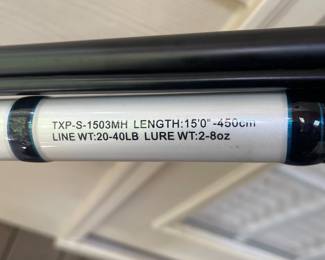 TXP-S-1503MH LENGTH:15'0"-450cm
LINE WT:20-40LB LURE WT:2-8oz